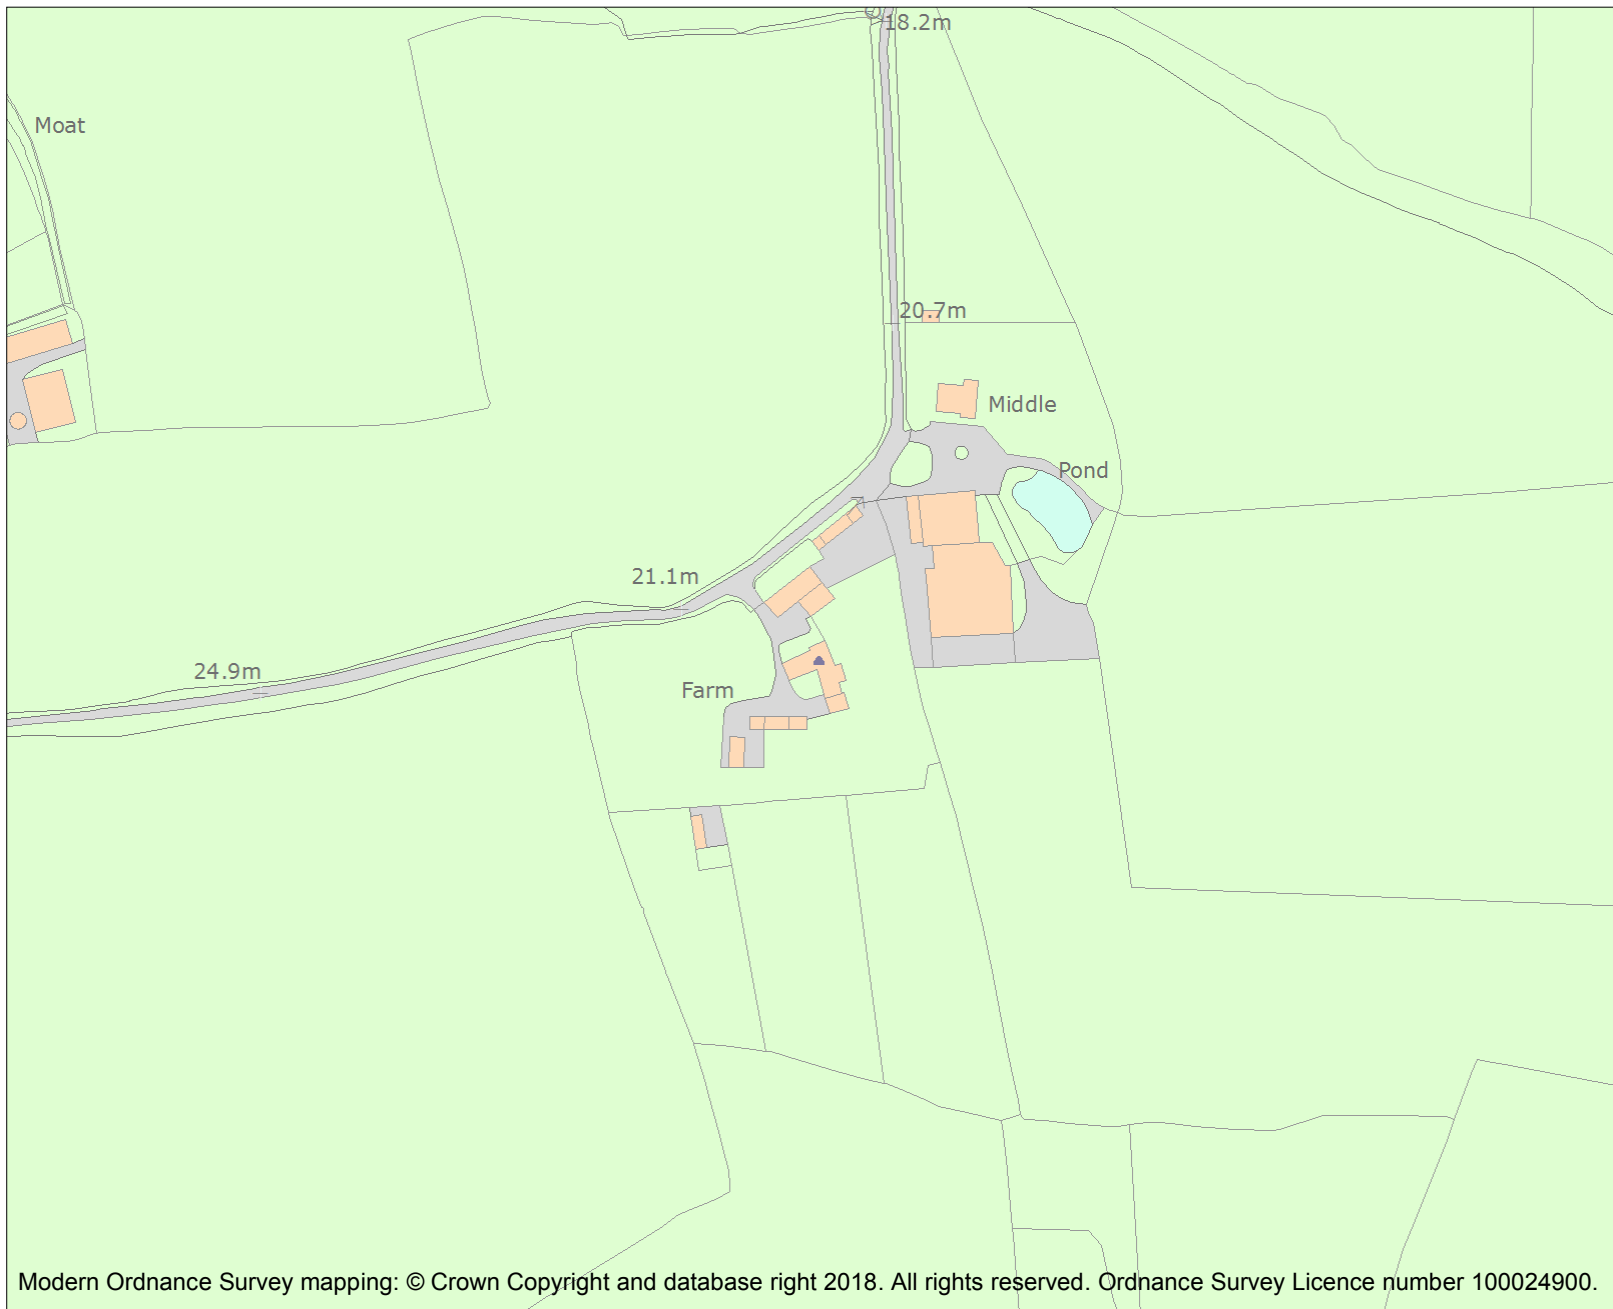 18.2m
Moat
20.7m
Middle
Pond
21.1m
24.9m
Farm
Modern Ordnance Survey mapping: © Crown Copyright and database right 2018. All rights reserved. Ordnance Survey Licence number 100024900.